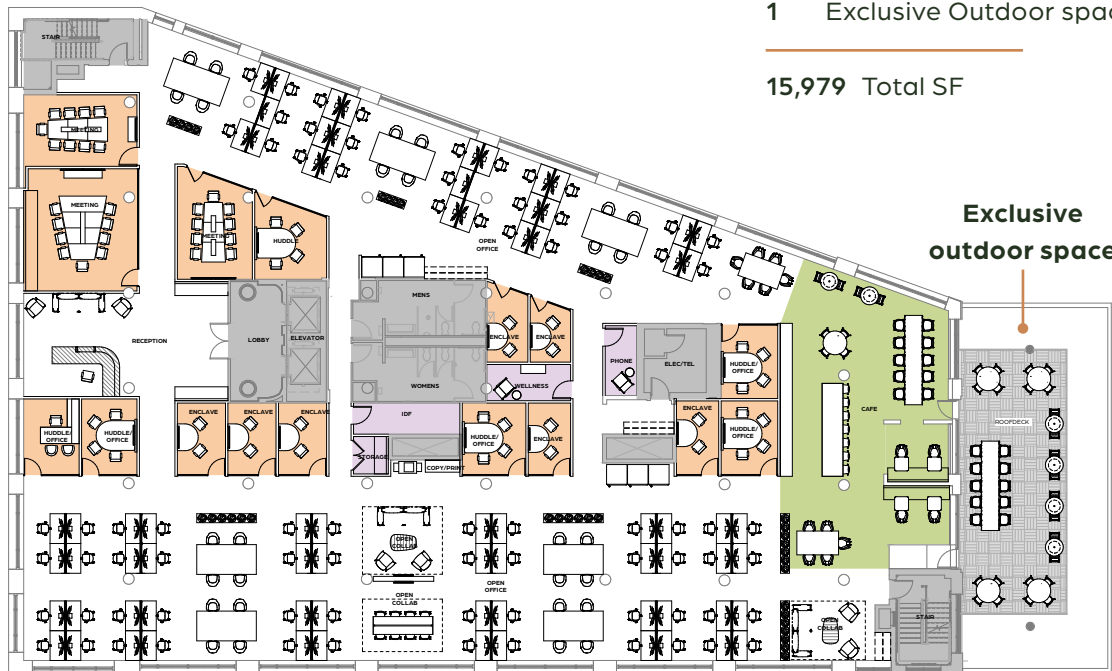 1 Exclusive Outdoor spac
15,979 Total SF
Exclusive
outdoor space
STAIR
MEETING
MEETING
MEETING
HUDDLE
OPEN
OFFICE
MENS
LOBBY
ELEVATOR
RECEPTION
ENCLAVE
ENCLAVE
WOMENS
WELLNESS
PHONE
ELEC/TEL
HUDDLE/
OFFICE
CAFE
ROOFDECK
HUDDLE/
OFFICE
HUDDLE/
OFFICE
ENCLAVE
ENCLAVE
ENCLAVE
IDF
STORAGE
COPY/PRINT
HUDDLE/
OFFICE
ENCLAVE
ENCLAVE
HUDDLE/
OFFICE
OPEN
COLLAB
OPEN
OFFICE
OPEN
COLLAB
OPEN
COLLAB
STAIR